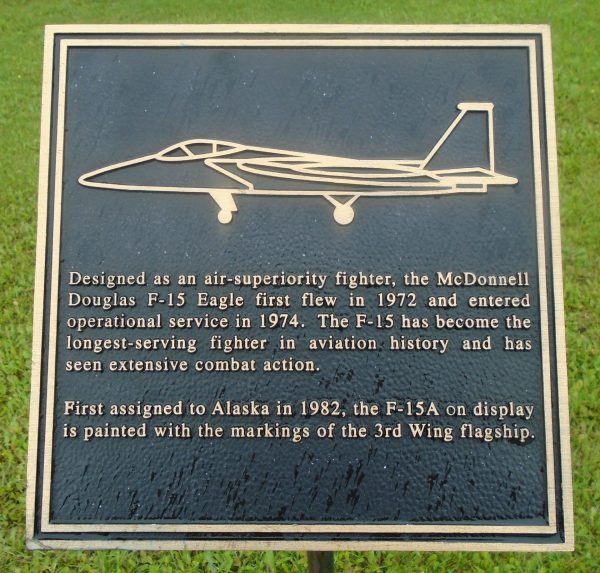 Designed as an air-superiority fighter, the McDonnell
Douglas F-15 Eagle first flew in 1972 and entered
operational service in 1974. The F-15 has become the
longest-serving fighter in aviation history and has
seen extensive combat action.
First assigned to Alaska in 1982, the F-15A on display
is painted with the markings of the 3rd Wing flagship.